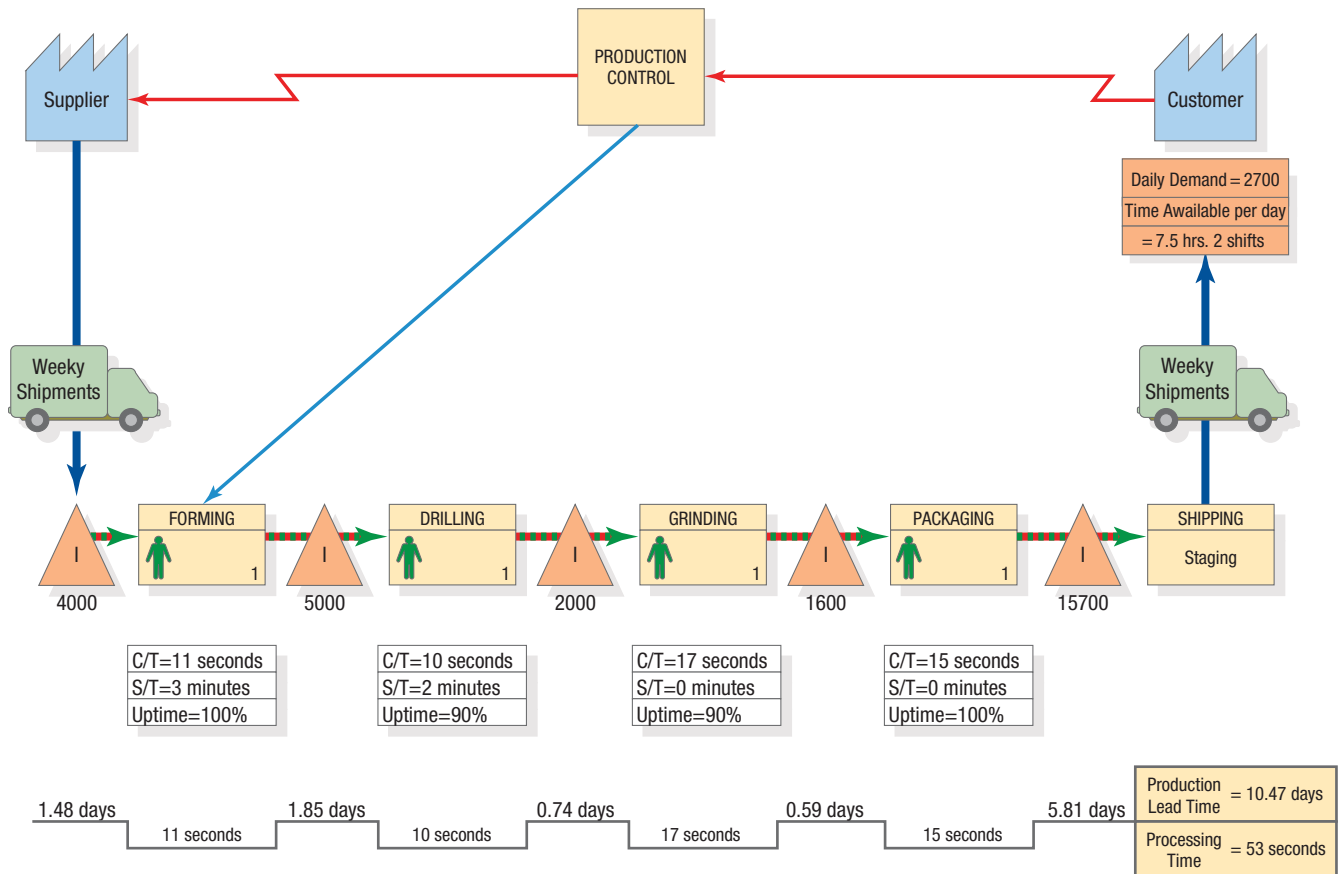 PRODUCTION
CONTROL
Supplier
Customer
Daily Demand = 2700
Time Available per day
= 7.5 hrs. 2 shifts
Weeky
Shipments
Weeky
Shipments
I
FORMING
1
I
DRILLING
1
I
GRINDING
1
I
PACKAGING
1
I
SHIPPING
Staging
4000
5000
2000
1600
15700
C/T=11 seconds
S/T=3 minutes
Uptime=100%
C/T=10 seconds
S/T=2 minutes
Uptime=90%
C/T=17 seconds
S/T=0 minutes
Uptime=90%
C/T=15 seconds
S/T=0 minutes
Uptime=100%
1.48 days
11 seconds
1.85 days
10 seconds
0.74 days
17 seconds
0.59 days
15 seconds
5.81 days
Production
Lead Time = 10.47 days
Processing
Time = 53 seconds